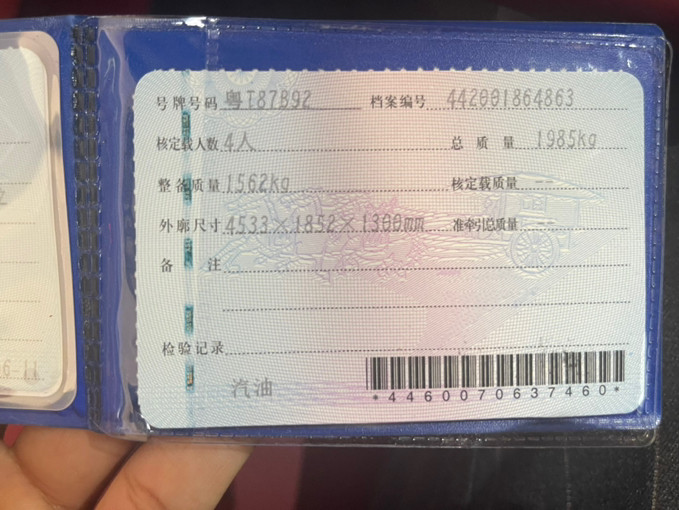 号牌号码 粤T87B92 档案编号 442001864863
核定载人数 4人 总质量 1985kg
整备质量 1562kg 核定载质量 --
外廓尺寸 4533×1852×1300mm 准牵引总质量 --
备注
检验记录
汽油
*4460070637460*
6-11